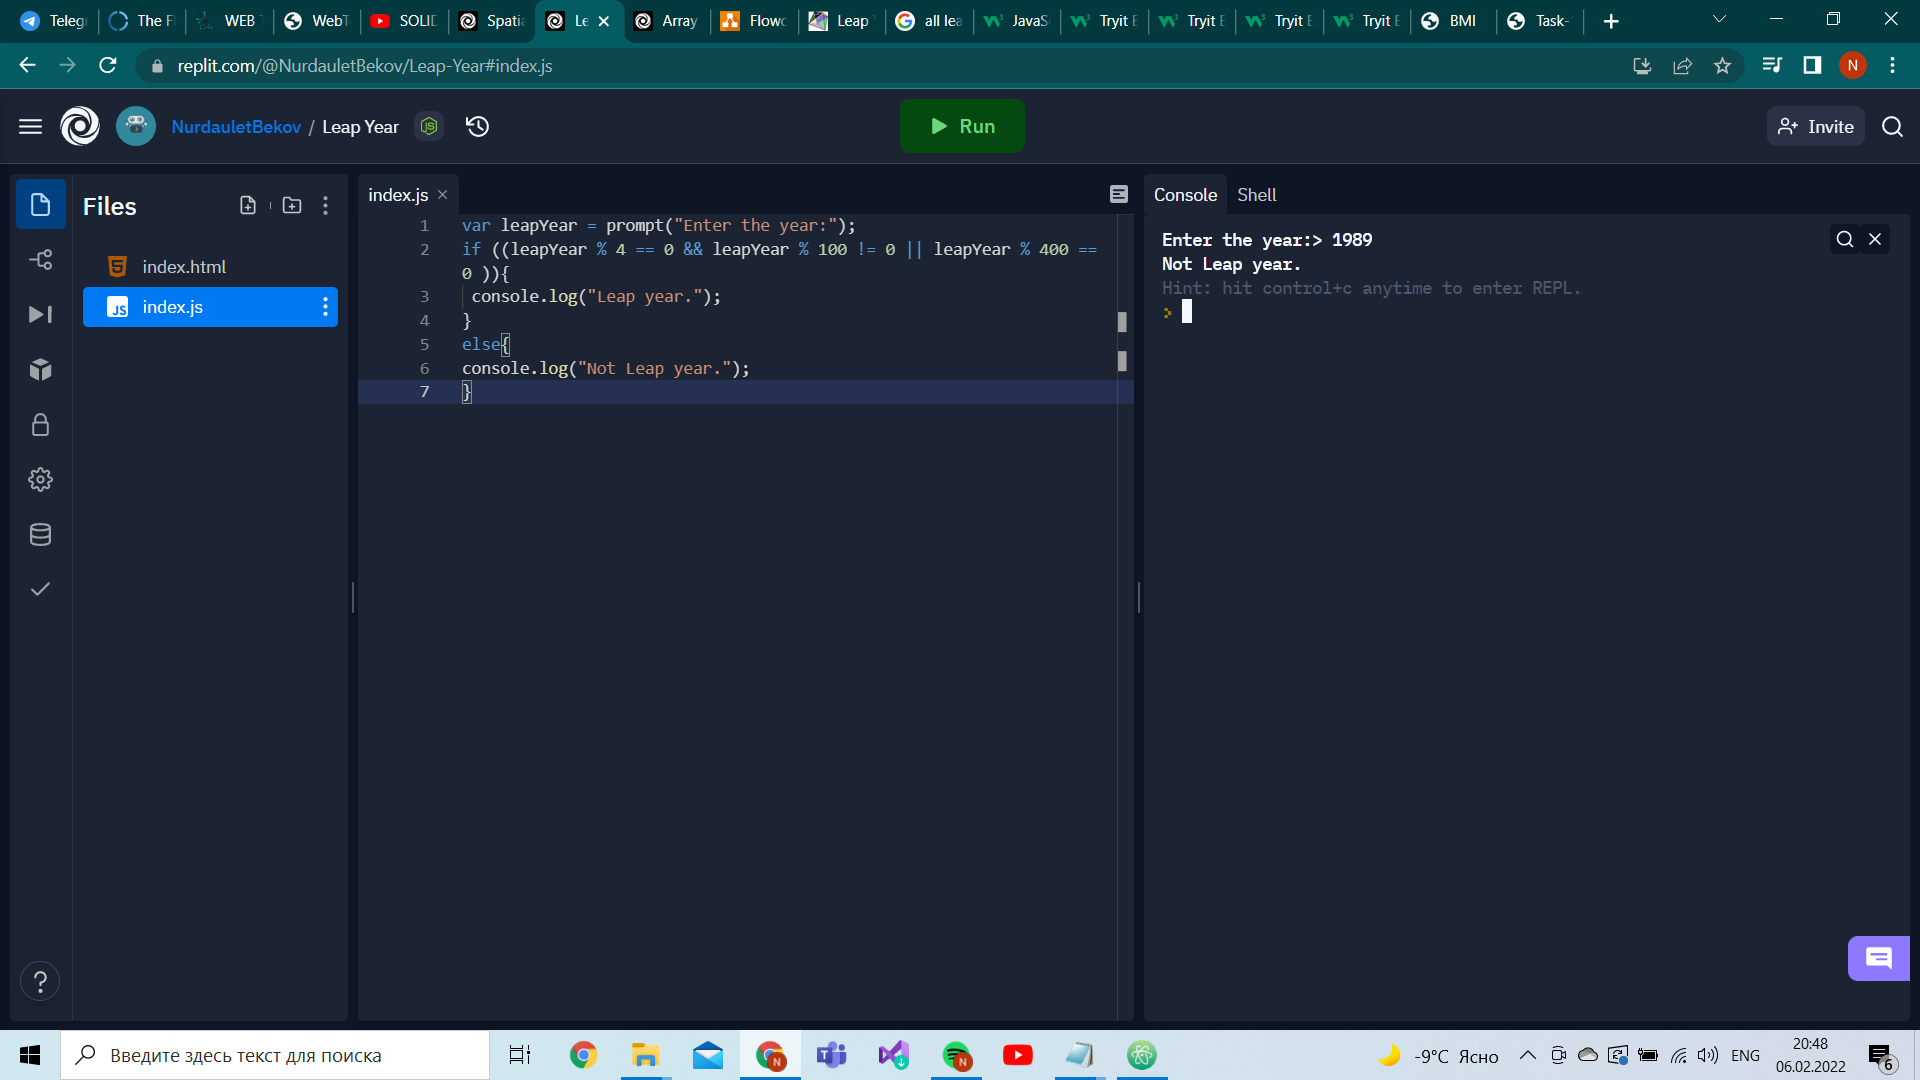 Telegr
The Fl
WEB
WebT
SOLID
Spatia
Le
Array
Flowc
Leap
all lea
JavaSc
Tryit E
Tryit E
Tryit E
Tryit E
BMI
Task-
replit.com/@NurdauletBekov/Leap-Year#index.js
N
NurdauletBekov / Leap Year
Run
Invite
Files
index.html
index.js
index.js
1 var leapYear = prompt("Enter the year:");
2 if ((leapYear % 4 == 0 && leapYear % 100 != 0 || leapYear % 400 ==
0 )){
3 console.log("Leap year.");
4 }
5 else{
6 console.log("Not Leap year.");
7 }
Console Shell
Enter the year:> 1989
Not Leap year.
Hint: hit control+c anytime to enter REPL.
>
?
Введите здесь текст для поиска
-9°C Ясно
ENG
20:48
06.02.2022
6